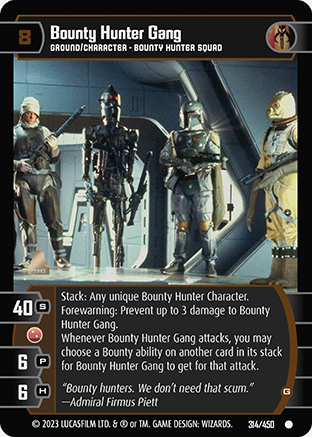 8
Bounty Hunter Gang
GROUND/CHARACTER - BOUNTY HUNTER SQUAD
40 S
Stack: Any unique Bounty Hunter Character.
Forewarning: Prevent up to 3 damage to Bounty
Hunter Gang.
Whenever Bounty Hunter Gang attacks, you may
choose a Bounty ability on another card in its stack
for Bounty Hunter Gang to get for that attack.
6 P
6 H
“Bounty hunters. We don’t need that scum.”
—Admiral Firmus Piett
G
© 2023 LUCASFILM LTD. & ® or TM. GAME DESIGN: WIZARDS.
314/450